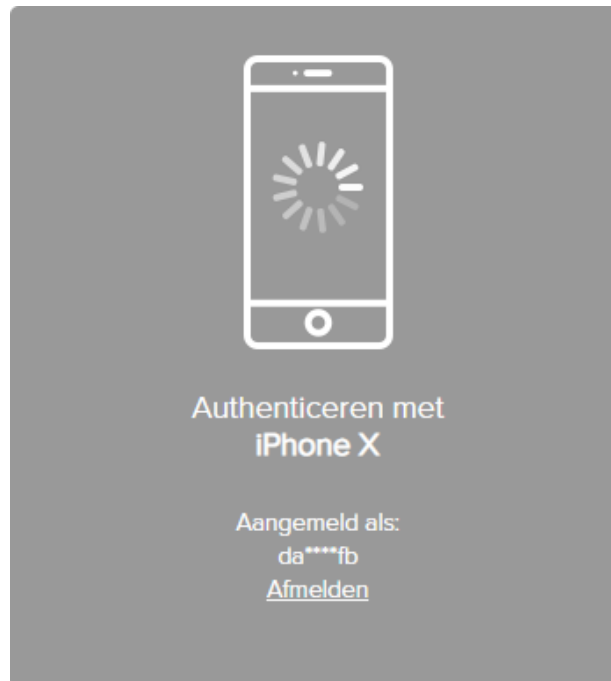 Authenticeren met
iPhone X
Aangemeld als:
da****fb
Afmelden